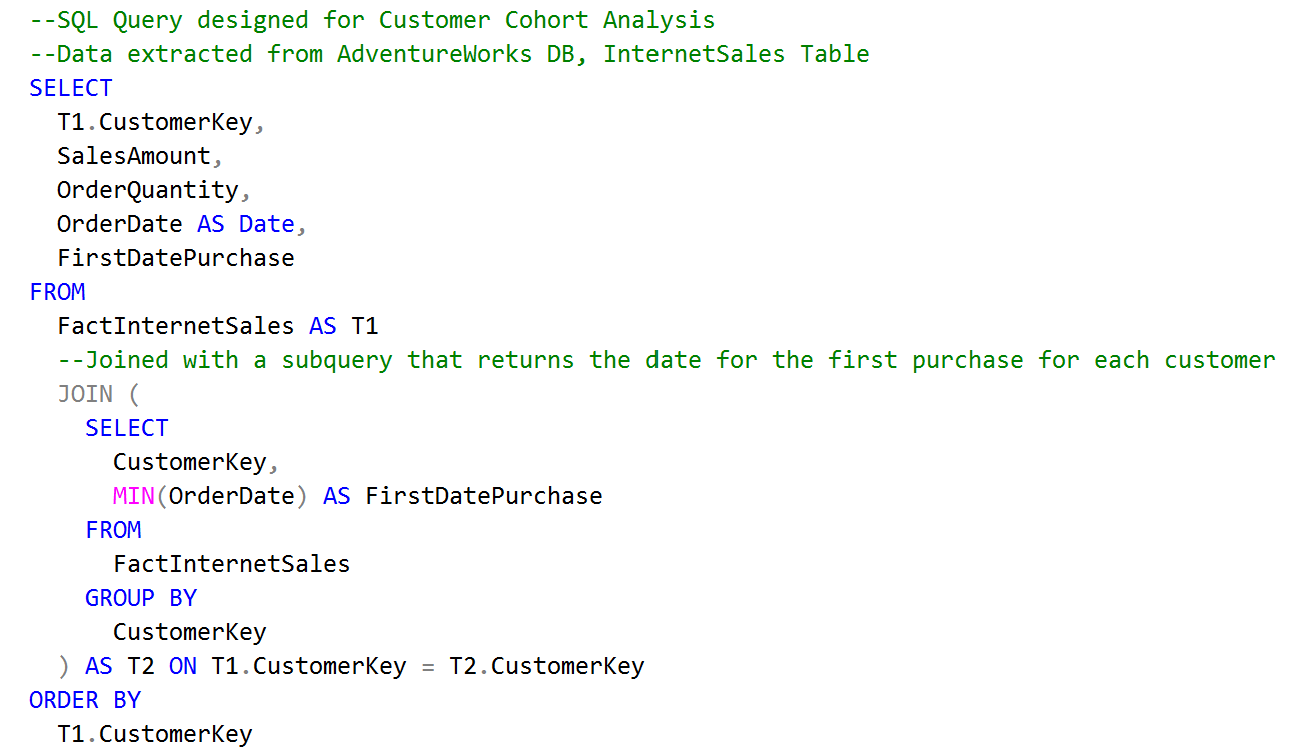 --SQL Query designed for Customer Cohort Analysis
--Data extracted from AdventureWorks DB, InternetSales Table
SELECT
  T1.CustomerKey,
  SalesAmount,
  OrderQuantity,
  OrderDate AS Date,
  FirstDatePurchase
FROM
  FactInternetSales AS T1
  --Joined with a subquery that returns the date for the first purchase for each customer
  JOIN (
    SELECT
      CustomerKey,
      MIN(OrderDate) AS FirstDatePurchase
    FROM
      FactInternetSales
    GROUP BY
      CustomerKey
  ) AS T2 ON T1.CustomerKey = T2.CustomerKey
ORDER BY
  T1.CustomerKey